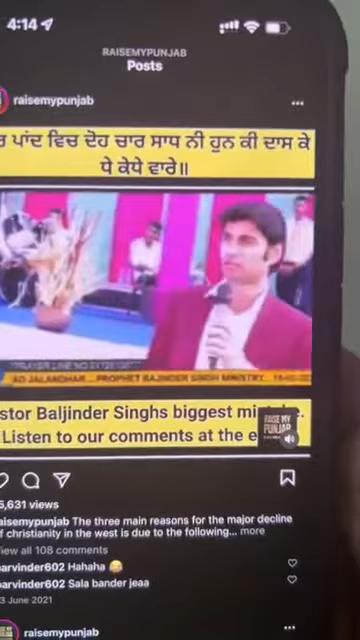 4:14
RAISEMYPUNJAB
Posts
raisemypunjab
ਪਾਂਦ ਵਿਚ ਦੋਹ ਚਾਰ ਸਾਧ ਨੀ ਹੁਨ ਕੀ ਦਾਸ ਕੇ
ਧੇ ਕੇਧੇ ਵਾਰੇ॥
PRAYER LINE NO
AD JALANDHAR...PROPHET BAJINDER SINGH MINISTRY.
stor Baljinder Singhs biggest mi
RAISE MY
PUNJAB
Listen to our comments at the e
5,631 views
aisemypunjab The three main reasons for the major decline
f christianity in the west is due to the following... more
iew all 108 comments
arvinder602 Hahaha 😂
arvinder602 Sala bander jeaa
3 June 2021
raisemypunjab